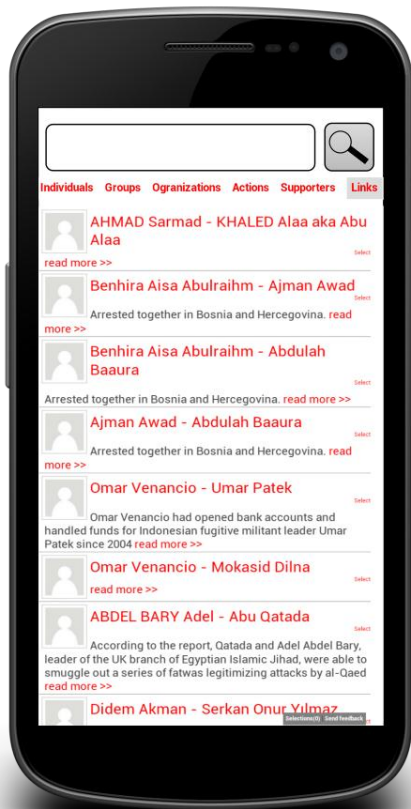 Individuals Groups Ogranizations Actions Supporters Links
AHMAD Sarmad - KHALED Alaa aka Abu
Alaa
Select
read more >>
Benhira Aisa Abulraihm - Ajman Awad
Select
Arrested together in Bosnia and Hercegovina. read
more >>
Benhira Aisa Abulraihm - Abdulah
Baaura
Select
Arrested together in Bosnia and Hercegovina. read more >>
Ajman Awad - Abdulah Baaura
Select
Arrested together in Bosnia and Hercegovina. read
more >>
Omar Venancio - Umar Patek
Select
Omar Venancio had opened bank accounts and
handled funds for Indonesian fugitive militant leader Umar
Patek since 2004 read more >>
Omar Venancio - Mokasid Dilna
Select
read more >>
ABDEL BARY Adel - Abu Qatada
Select
According to the report, Qatada and Adel Abdel Bary,
leader of the UK branch of Egyptian Islamic Jihad, were able to
smuggle out a series of fatwas legitimizing attacks by al-Qaed
read more >>
Didem Akman - Serkan Onur Yılmaz
Selections(0) Send feedback